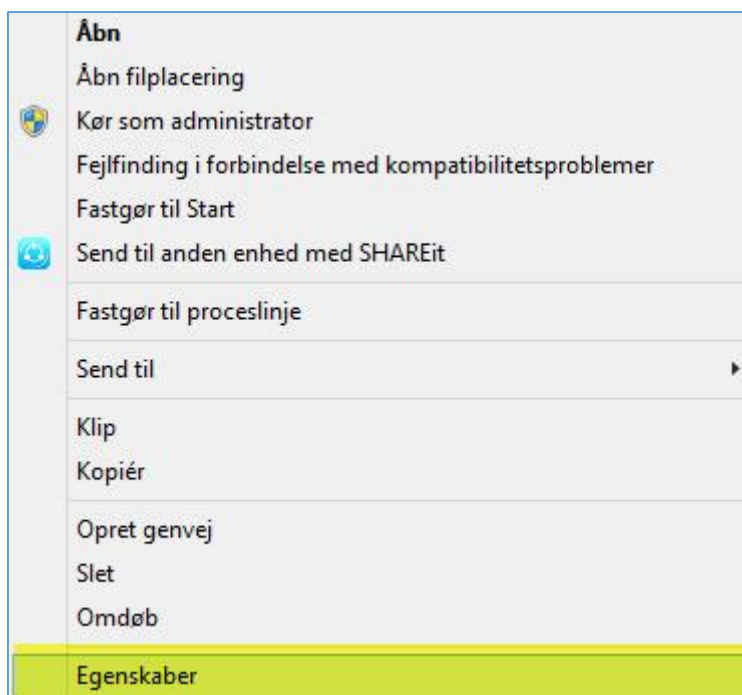 Åbn
Åbn filplacering
Kør som administrator
Fejlfinding i forbindelse med kompatibilitetsproblemer
Fastgør til Start
Send til anden enhed med SHAREit
Fastgør til proceslinje
Send til
Klip
Kopiér
Opret genvej
Slet
Omdøb
Egenskaber